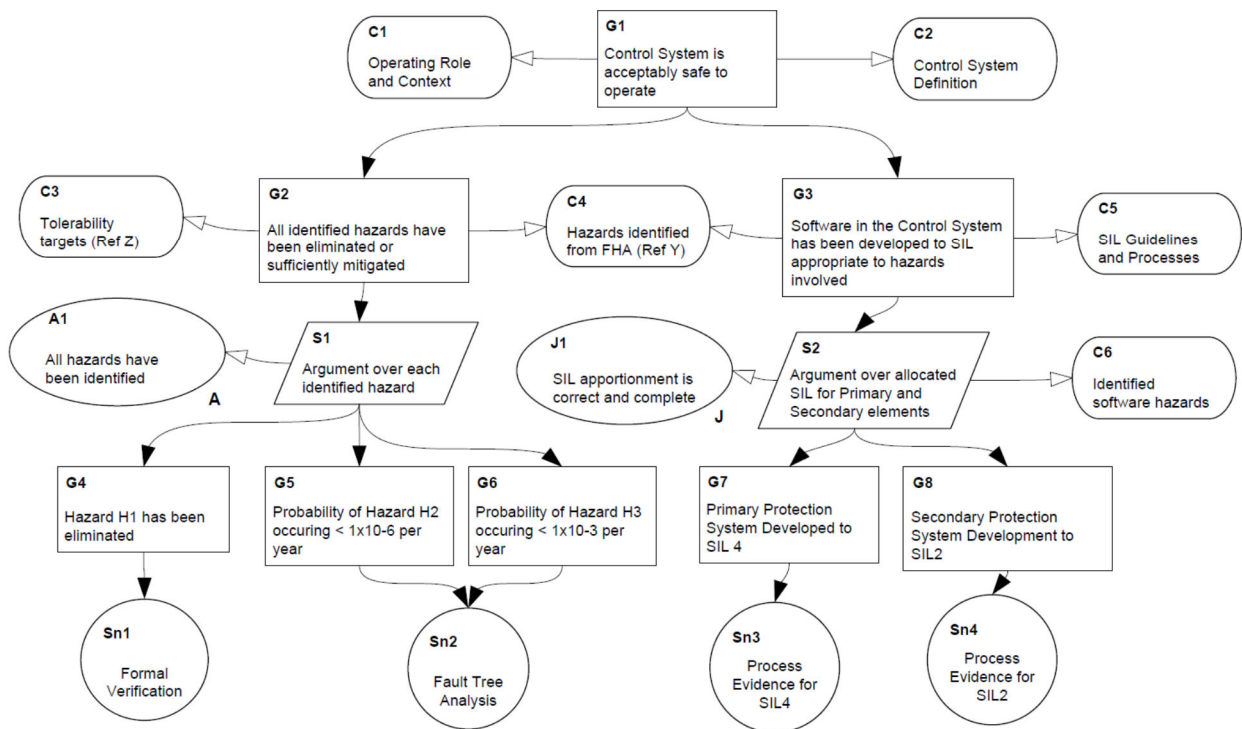 C1
Operating Role
and Context
G1
Control System is
acceptably safe to
operate
C2
Control System
Definition
C3
Tolerability
targets (Ref Z)
G2
All identified hazards have
been eliminated or
sufficiently mitigated
C4
Hazards identified
from FHA (Ref Y)
G3
Software in the Control System
has been developed to SIL
appropriate to hazards
involved
C5
SIL Guidelines
and Processes
A1
All hazards have
been identified
A
S1
Argument over each
identified hazard
J1
SIL apportionment is
correct and complete
J
S2
Argument over allocated
SIL for Primary and
Secondary elements
C6
Identified
software hazards
G4
Hazard H1 has been
eliminated
G5
Probability of Hazard H2
occuring < 1x10-6 per
year
G6
Probability of Hazard H3
occuring < 1x10-3 per
year
G7
Primary Protection
System Developed to
SIL 4
G8
Secondary Protection
System Development to
SIL2
Sn1
Formal
Verification
Sn2
Fault Tree
Analysis
Sn3
Process
Evidence for
SIL4
Sn4
Process
Evidence for
SIL2